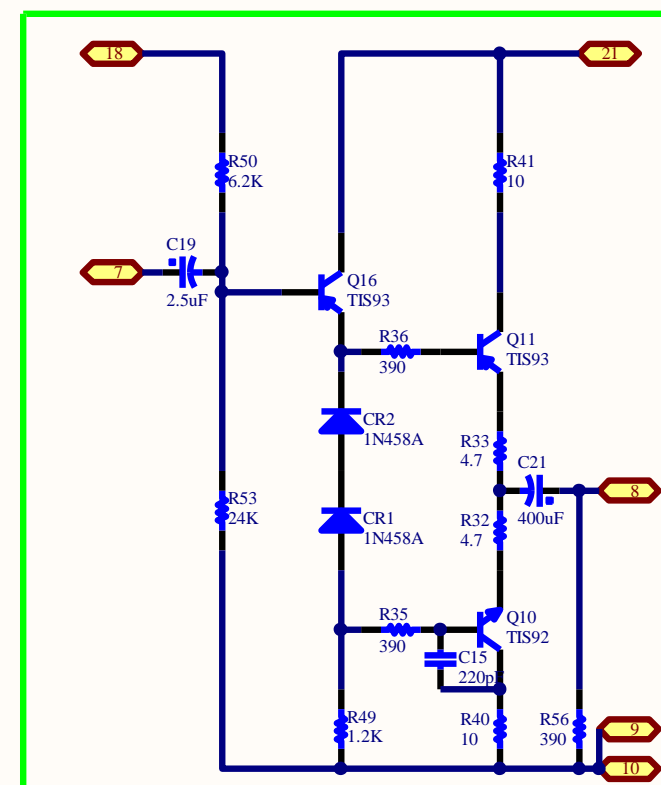 18
21
R50
6.2K
R41
10
C19
7
2.5uF
Q16
TIS93
R36
390
Q11
TIS93
CR2
1N458A
R33
4.7
C21
8
400uF
R53
24K
CR1
1N458A
R32
4.7
R35
390
Q10
TIS92
C15
220pF
R49
1.2K
R40
10
R56
390
9
10